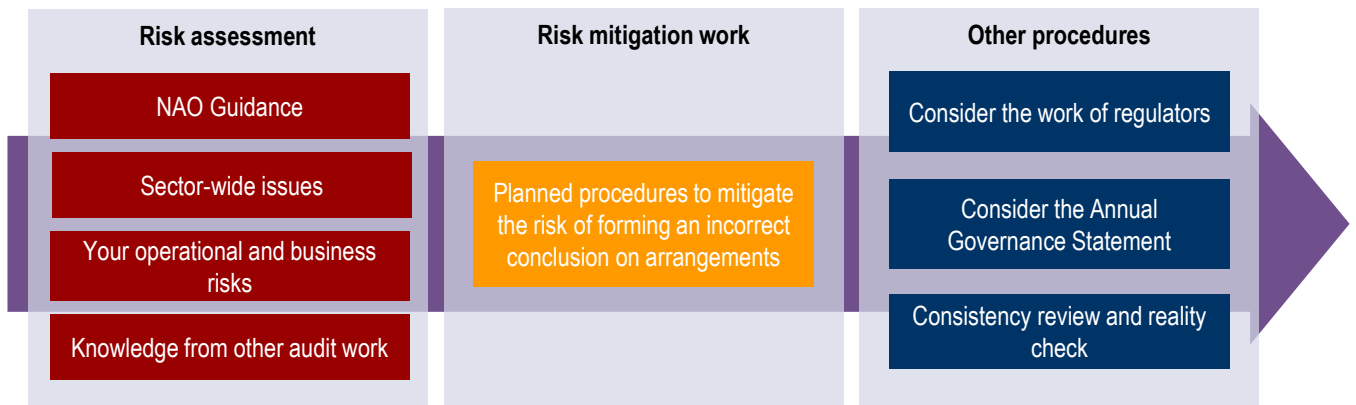 Risk assessment
NAO Guidance
Sector-wide issues
Your operational and business
risks
Knowledge from other audit work
Risk mitigation work
Planned procedures to mitigate
the risk of forming an incorrect
conclusion on arrangements
Other procedures
Consider the work of regulators
Consider the Annual
Governance Statement
Consistency review and reality
check